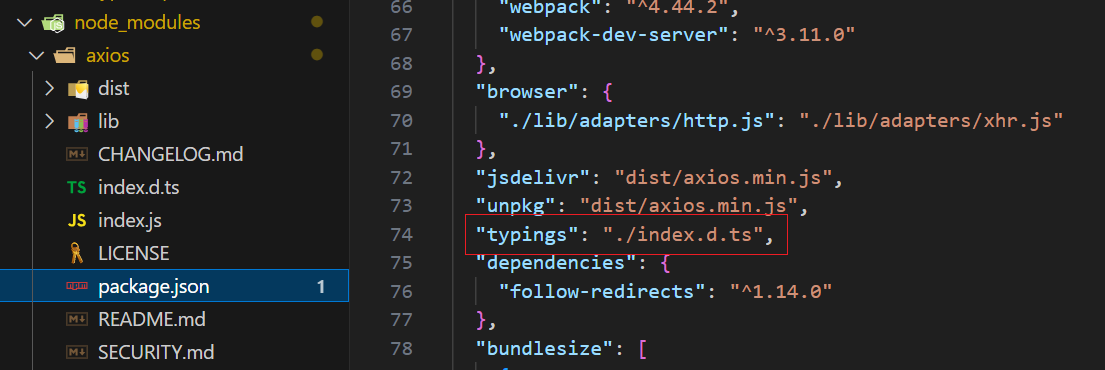 node_modules
axios
dist
lib
CHANGELOG.md
TS index.d.ts
JS index.js
LICENSE
package.json 1
README.md
SECURITY.md
66 "webpack": "^4.44.2",
67 "webpack-dev-server": "^3.11.0"
68 },
69 "browser": {
70 "./lib/adapters/http.js": "./lib/adapters/xhr.js"
71 },
72 "jsdelivr": "dist/axios.min.js",
73 "unpkg": "dist/axios.min.js",
74 "typings": "./index.d.ts",
75 "dependencies": {
76 "follow-redirects": "^1.14.0"
77 },
78 "bundlesize": [